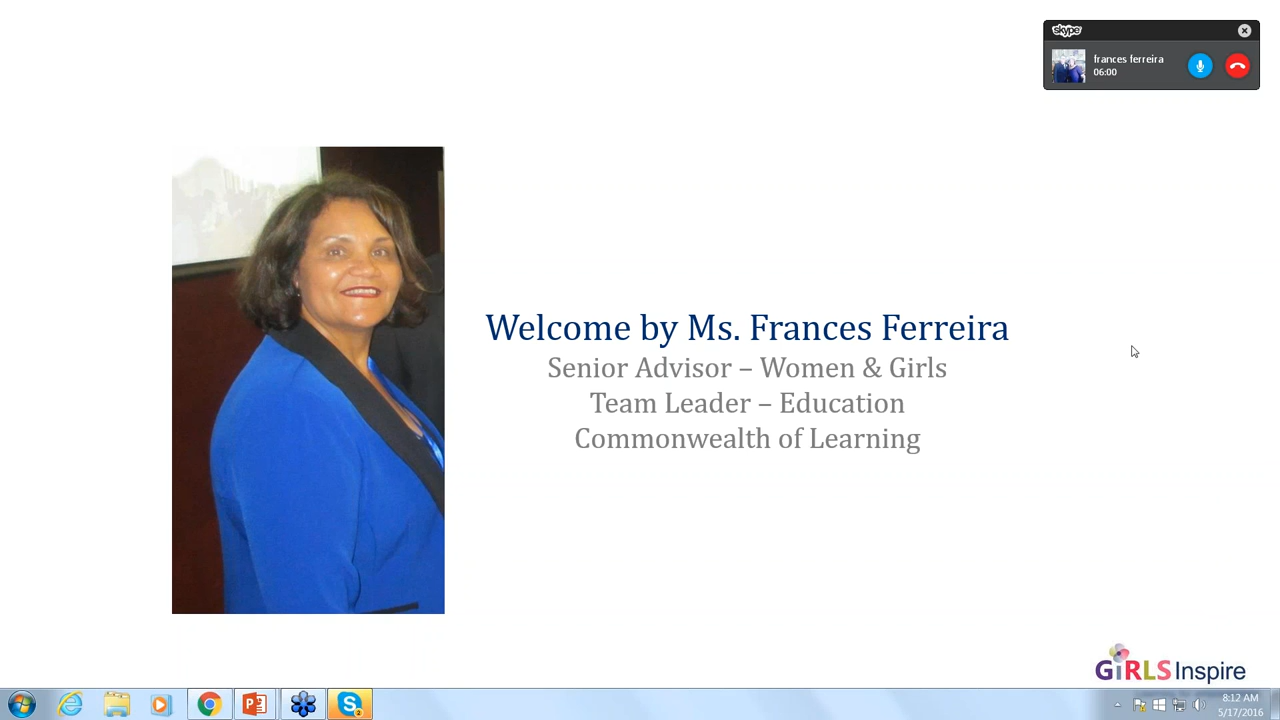 skype
frances ferreira
06:00
Welcome by Ms. Frances Ferreira
Senior Advisor – Women & Girls
Team Leader – Education
Commonwealth of Learning
GiRLS Inspire
8:12 AM
5/17/2016